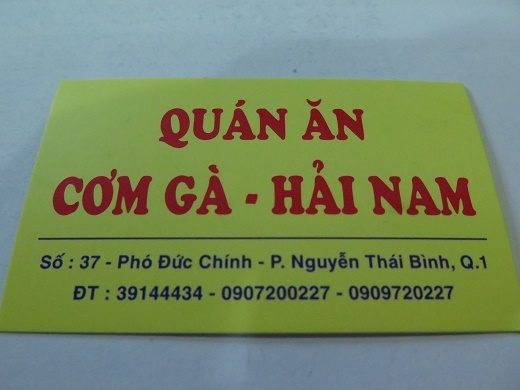 QUÁN ĂN
CƠM GÀ - HẢI NAM
Số : 37 - Phó Đức Chính - P. Nguyễn Thái Bình, Q.1
ĐT : 39144434 - 0907200227 - 0909720227